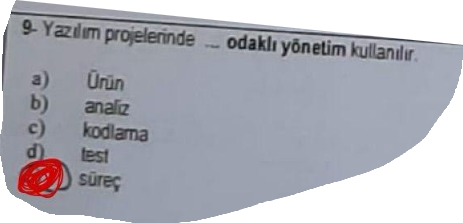 9- Yazılım projelerinde ... odaklı yönetim kullanılır.
a) Ürün
b) analiz
c) kodlama
d) test
) süreç